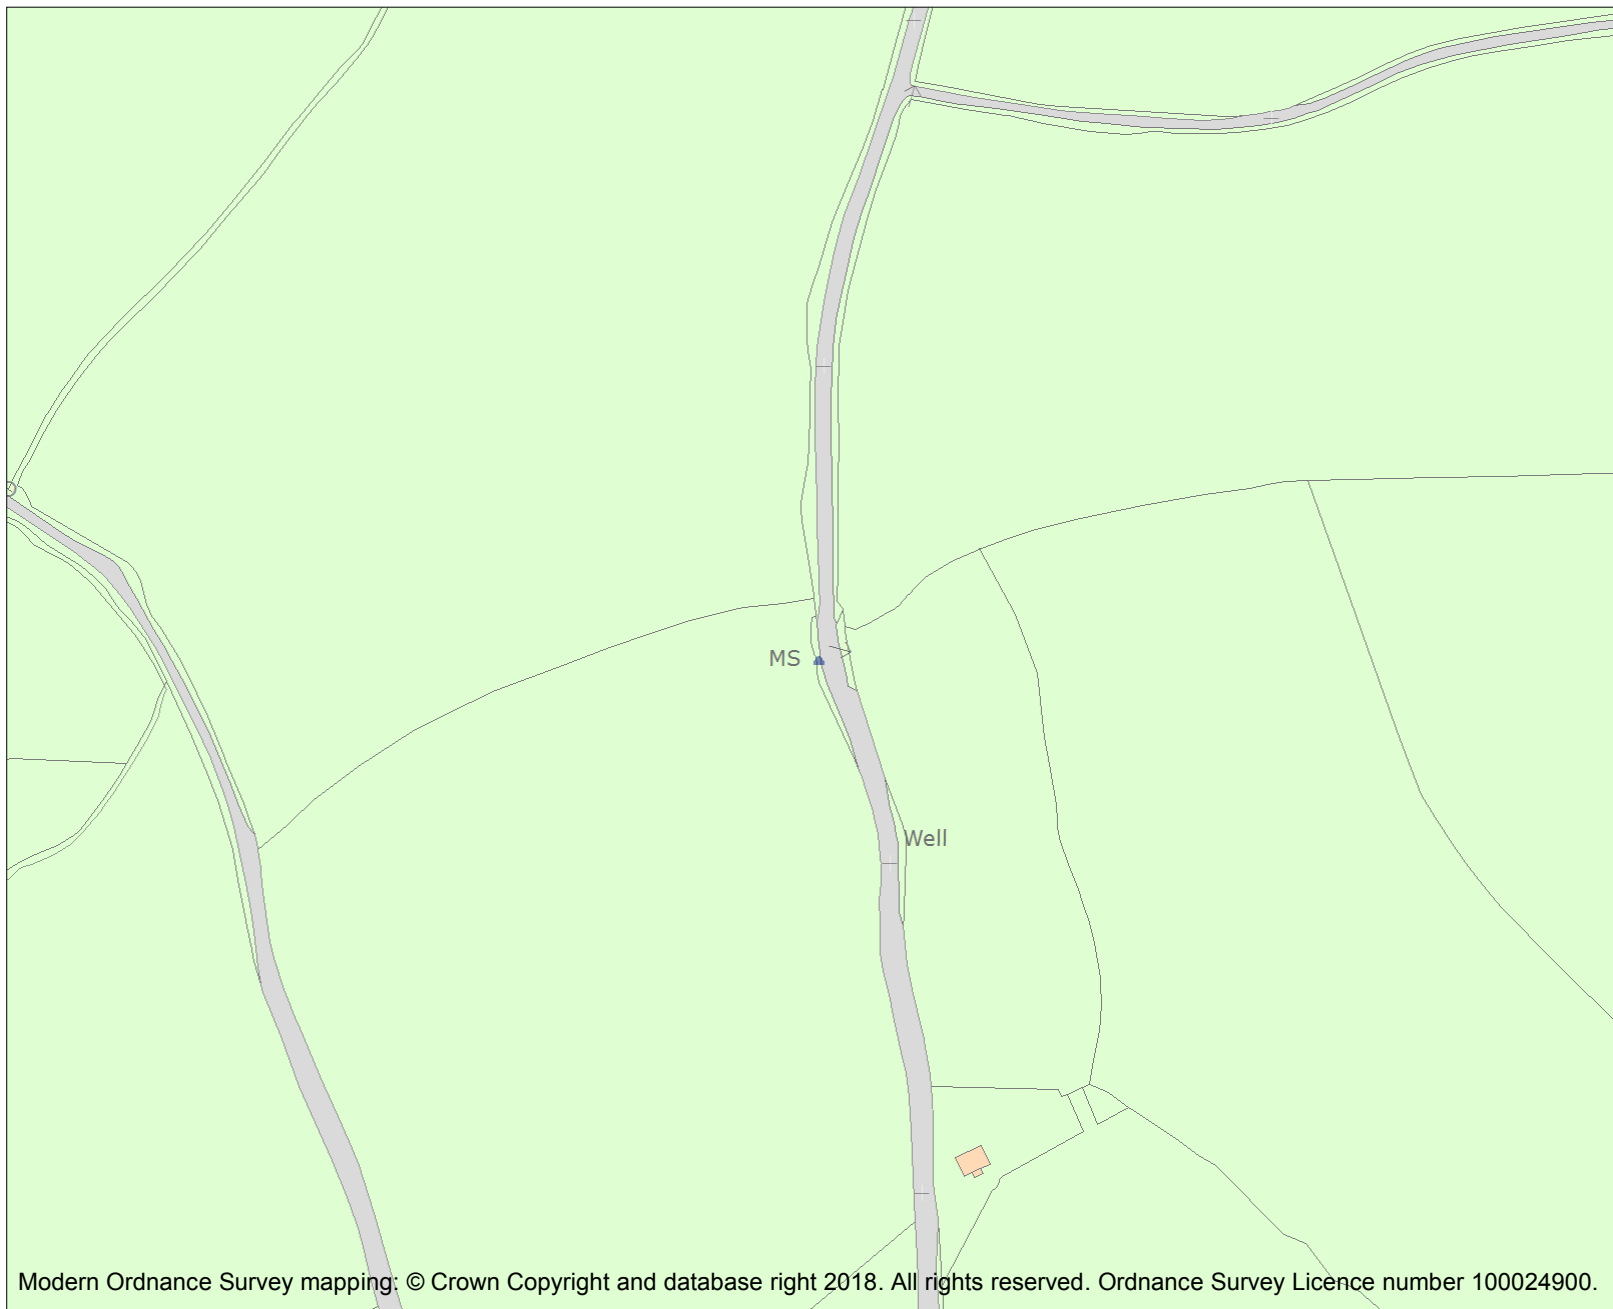 MS
Well
Modern Ordnance Survey mapping: © Crown Copyright and database right 2018. All rights reserved. Ordnance Survey Licence number 100024900.